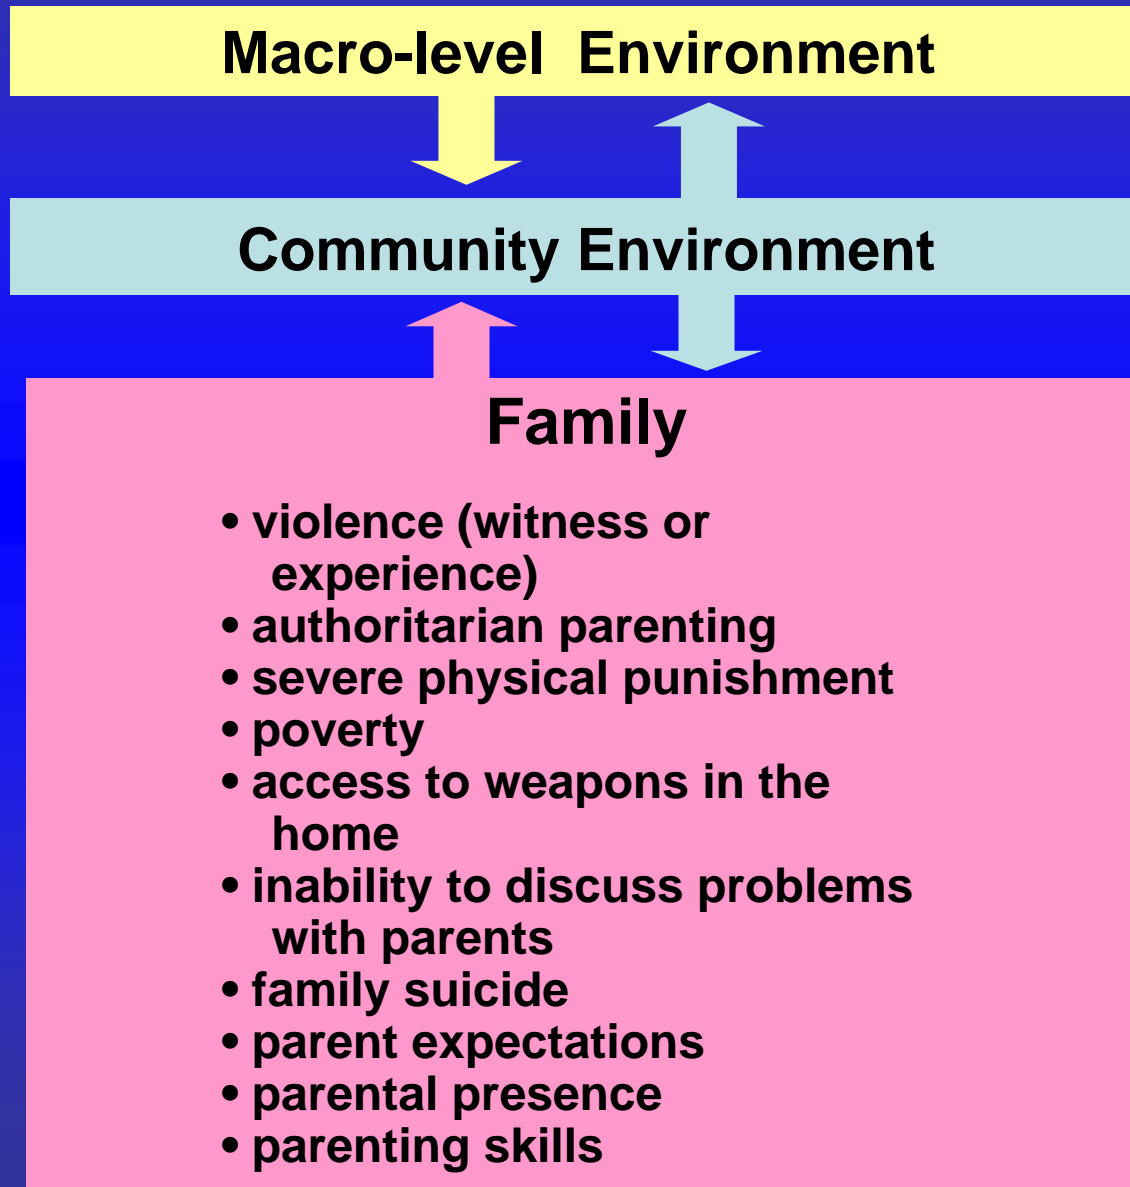 Macro-level  Environment
Community Environment
Family
• violence (witness or
experience)
• authoritarian parenting
• severe physical punishment
• poverty
• access to weapons in the
home
• inability to discuss problems
with parents
• family suicide
• parent expectations
• parental presence
• parenting skills